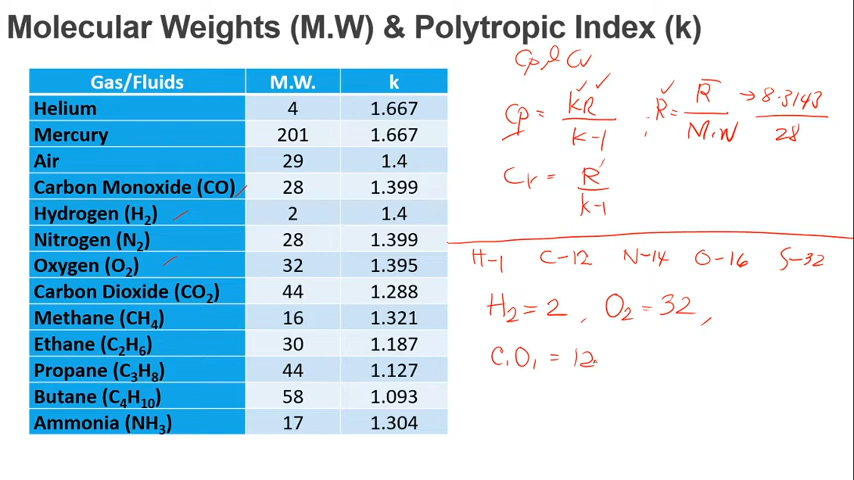 Molecular Weights (M.W) & Polytropic Index (k)
Gas/Fluids M.W. k
Helium 4 1.667
Mercury 201 1.667
Air 29 1.4
Carbon Monoxide (CO) 28 1.399
Hydrogen (H₂) 2 1.4
Nitrogen (N₂) 28 1.399
Oxygen (O₂) 32 1.395
Carbon Dioxide (CO₂) 44 1.288
Methane (CH₄) 16 1.321
Ethane (C₂H₆) 30 1.187
Propane (C₃H₈) 44 1.127
Butane (C₄H₁₀) 58 1.093
Ammonia (NH₃) 17 1.304
Cp & Cv
Cp = kR / k-1 ; R = R̅ / M.W → 8.3143 / 28
Cv = R / k-1
H-1 C-12 N-14 O-16 S-32
H₂ = 2 , O₂ = 32 ,
C₁O₁ = 12